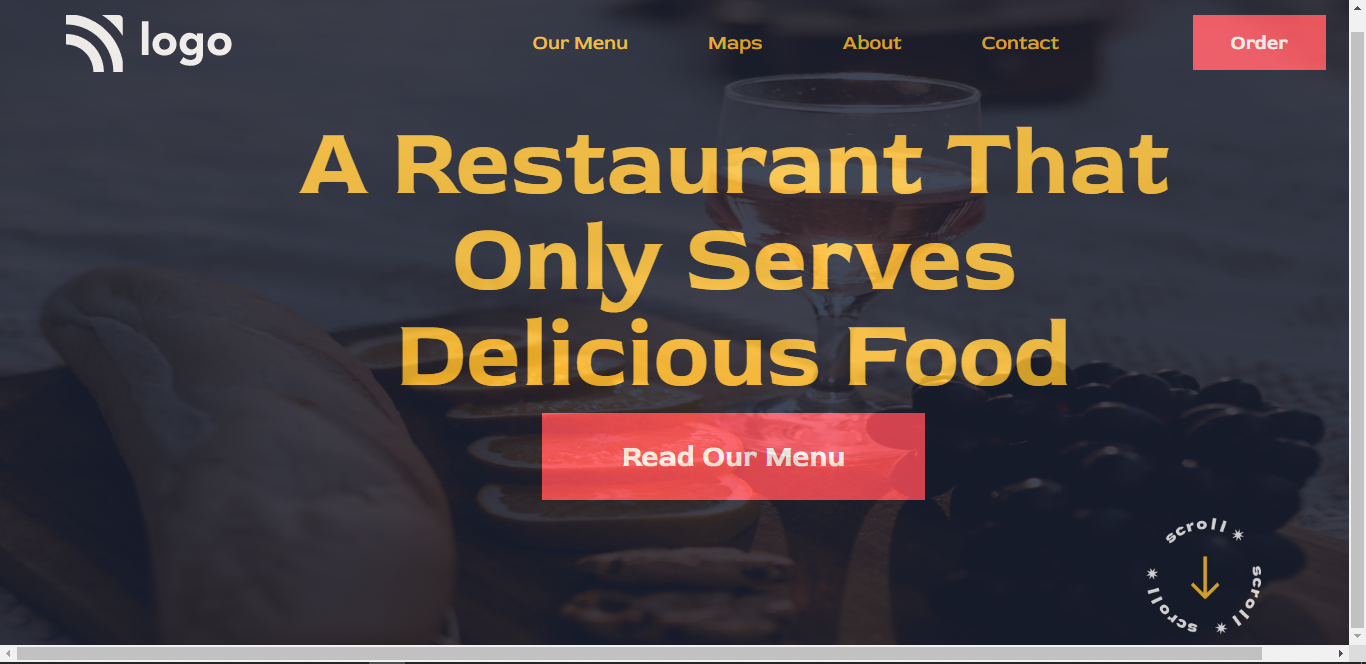 logo
Our Menu
Maps
About
Contact
Order
A Restaurant That
Only Serves
Delicious Food
Read Our Menu
scroll ✷ scroll ✷ scroll scroll ✷